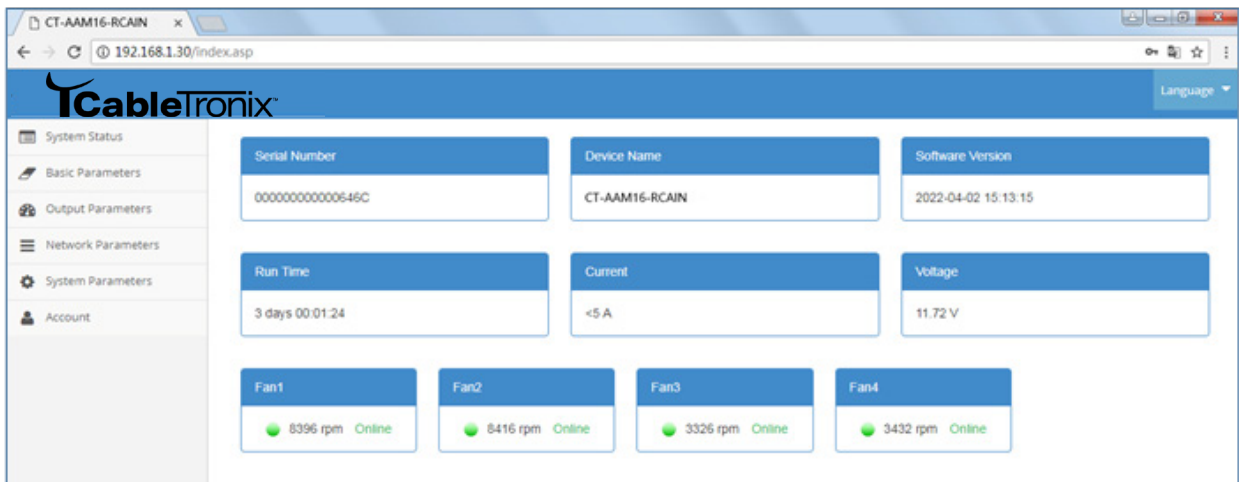 CT-AAM16-RCAIN
192.168.1.30/index.asp
CableTronix™
Language
System Status
Basic Parameters
Output Parameters
Network Parameters
System Parameters
Account
Serial Number
000000000000646C
Device Name
CT-AAM16-RCAIN
Software Version
2022-04-02 15:13:15
Run Time
3 days 00:01:24
Current
<5 A
Voltage
11.72 V
Fan1
8396 rpm Online
Fan2
8416 rpm Online
Fan3
3326 rpm Online
Fan4
3432 rpm Online